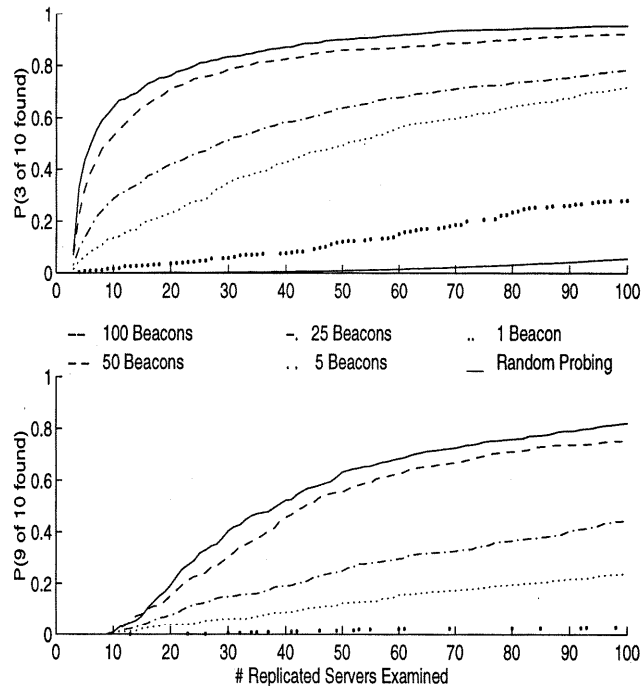 P(3 of 10 found)
1
0.8
0.6
0.4
0.2
0
0 10 20 30 40 50 60 70 80 90 100
100 Beacons 25 Beacons 1 Beacon
50 Beacons 5 Beacons Random Probing
P(9 of 10 found)
1
0.8
0.6
0.4
0.2
0
0 10 20 30 40 50 60 70 80 90 100
# Replicated Servers Examined